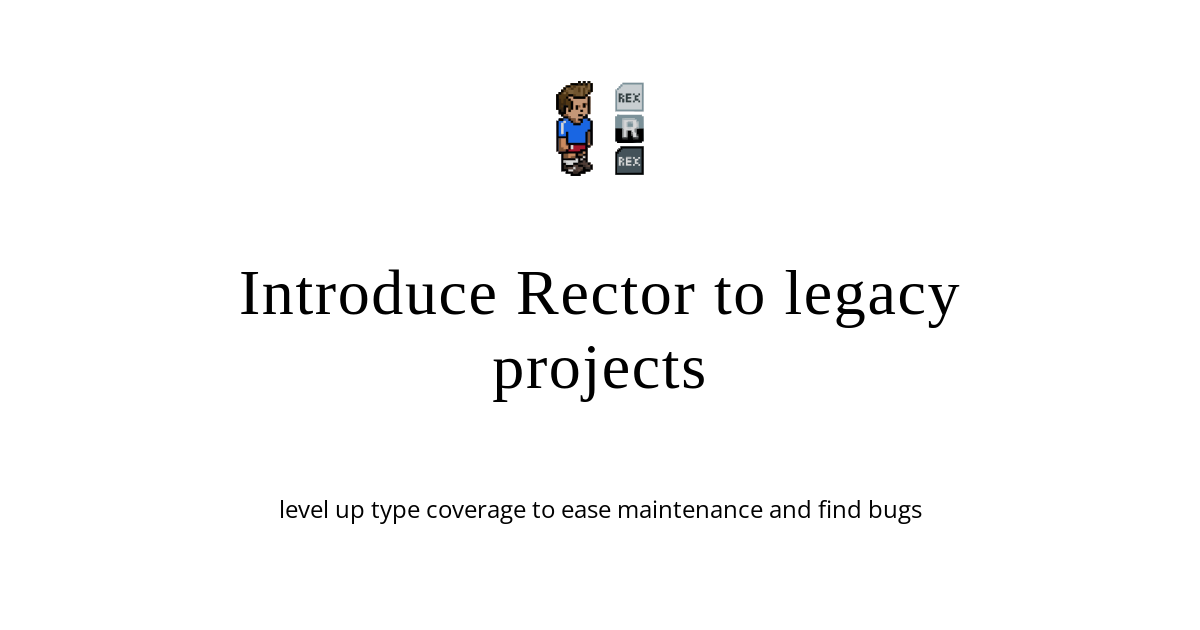 REX
R
REX
Introduce Rector to legacy
projects
level up type coverage to ease maintenance and find bugs